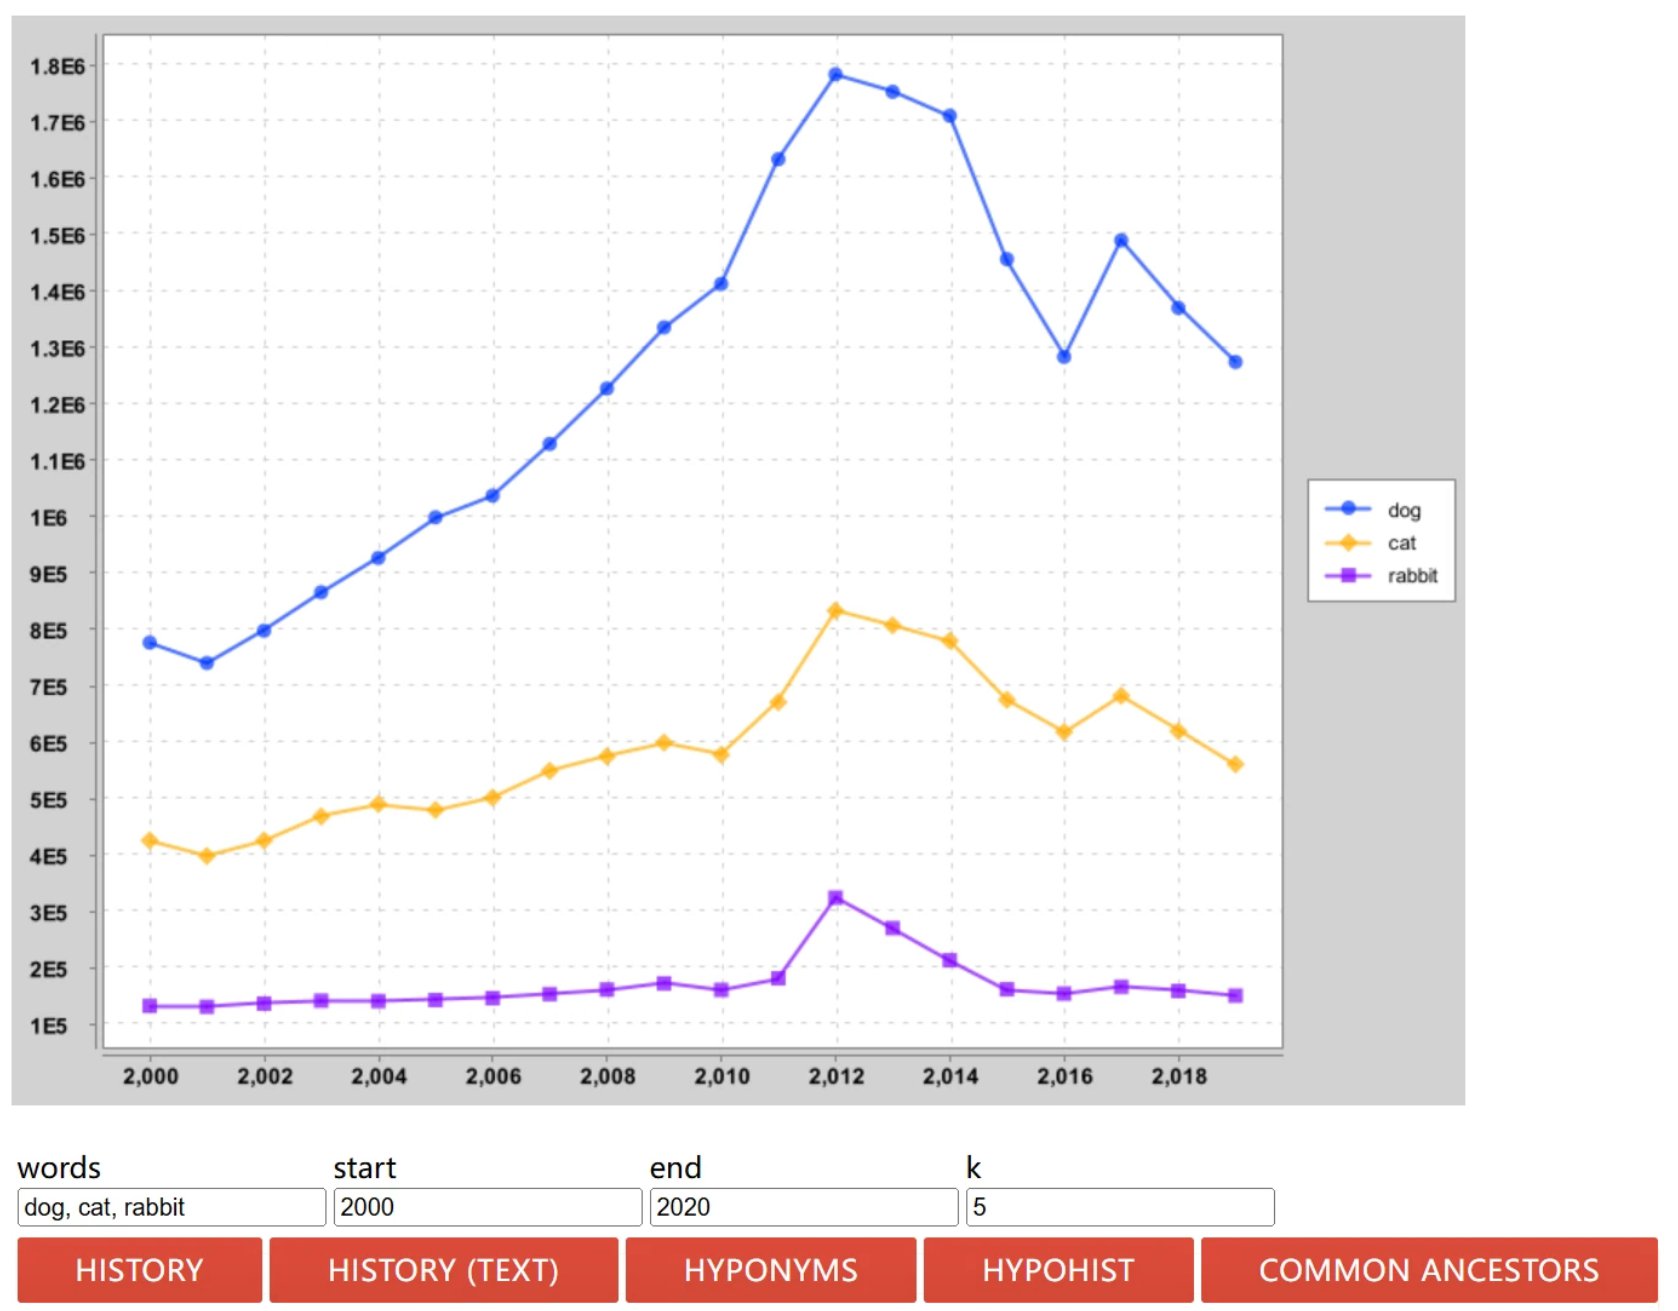 1.8E6
1.7E6
1.6E6
1.5E6
1.4E6
1.3E6
1.2E6
1.1E6
1E6
9E5
8E5
7E5
6E5
5E5
4E5
3E5
2E5
1E5
2,000 2,002 2,004 2,006 2,008 2,010 2,012 2,014 2,016 2,018
dog
cat
rabbit
words start end k
dog, cat, rabbit 2000 2020 5
HISTORY HISTORY (TEXT) HYPONYMS HYPOHIST COMMON ANCESTORS